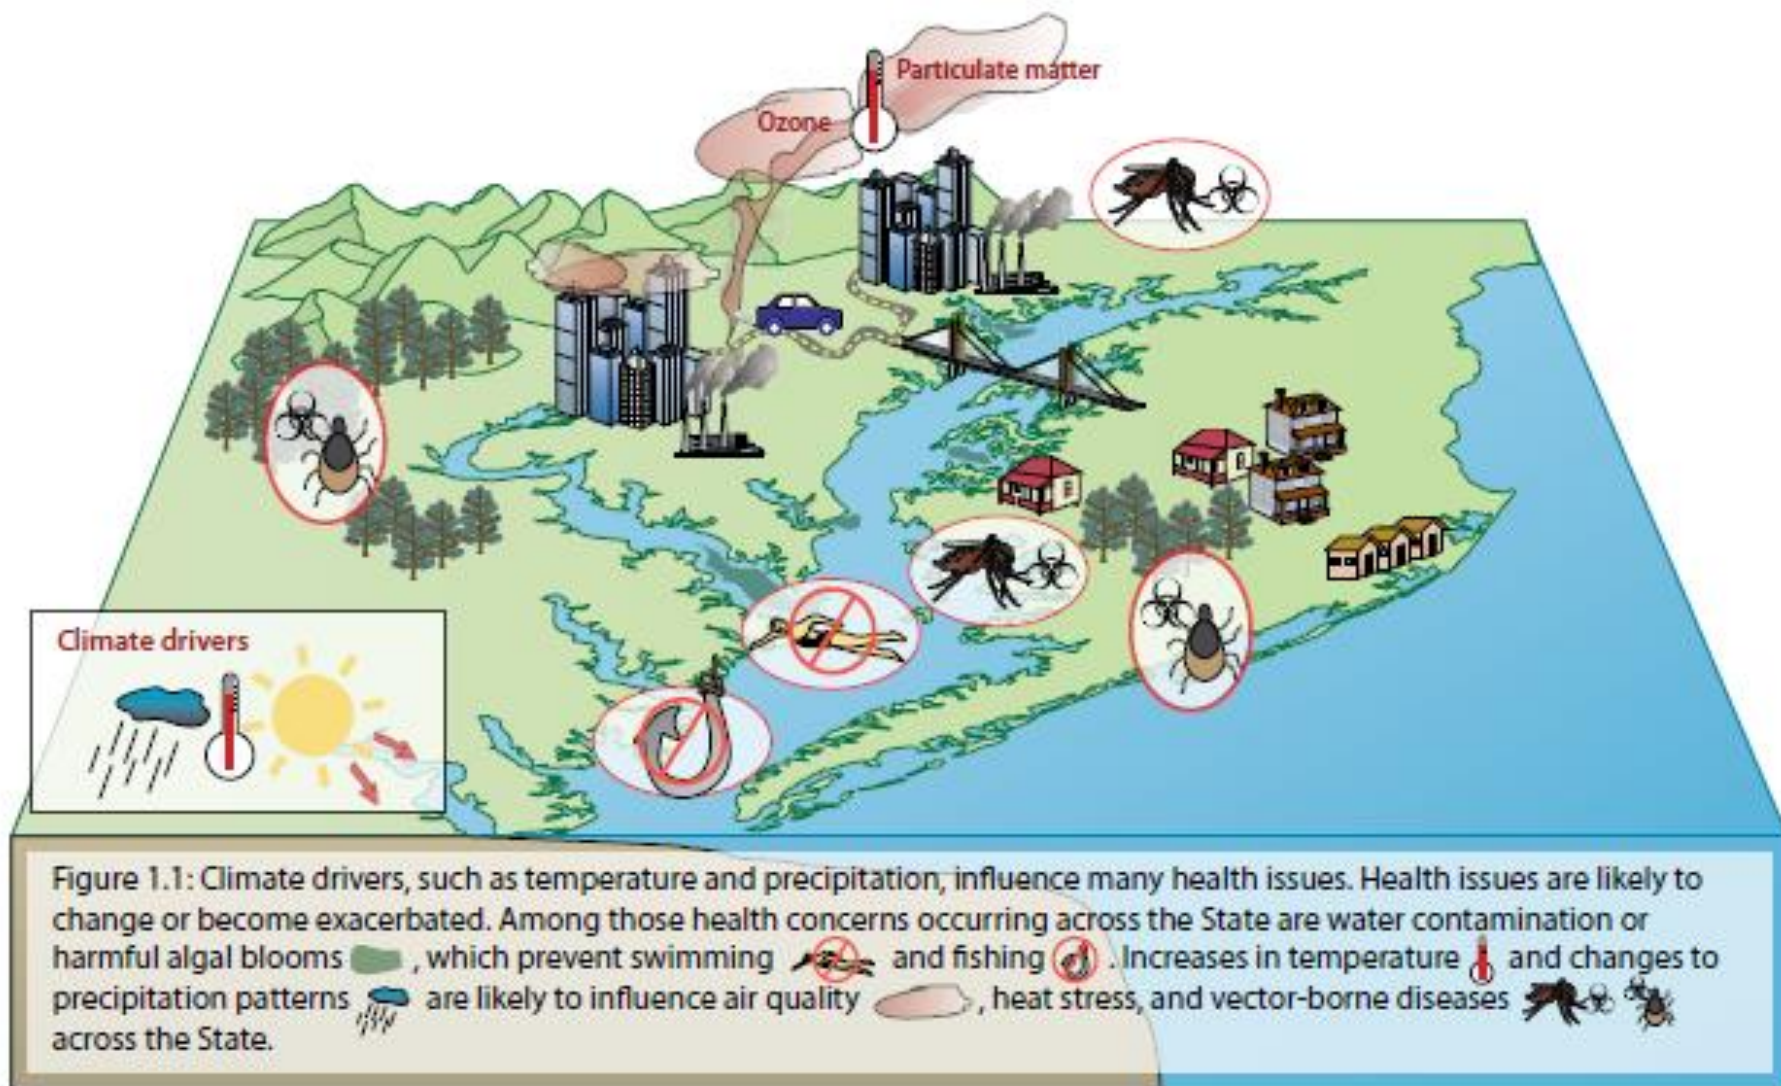 Particulate matter
Ozone
Climate drivers
Figure 1.1: Climate drivers, such as temperature and precipitation, influence many health issues. Health issues are likely to
change or become exacerbated. Among those health concerns occurring across the State are water contamination or
harmful algal blooms , which prevent swimming and fishing . Increases in temperature and changes to
precipitation patterns are likely to influence air quality , heat stress, and vector-borne diseases
across the State.